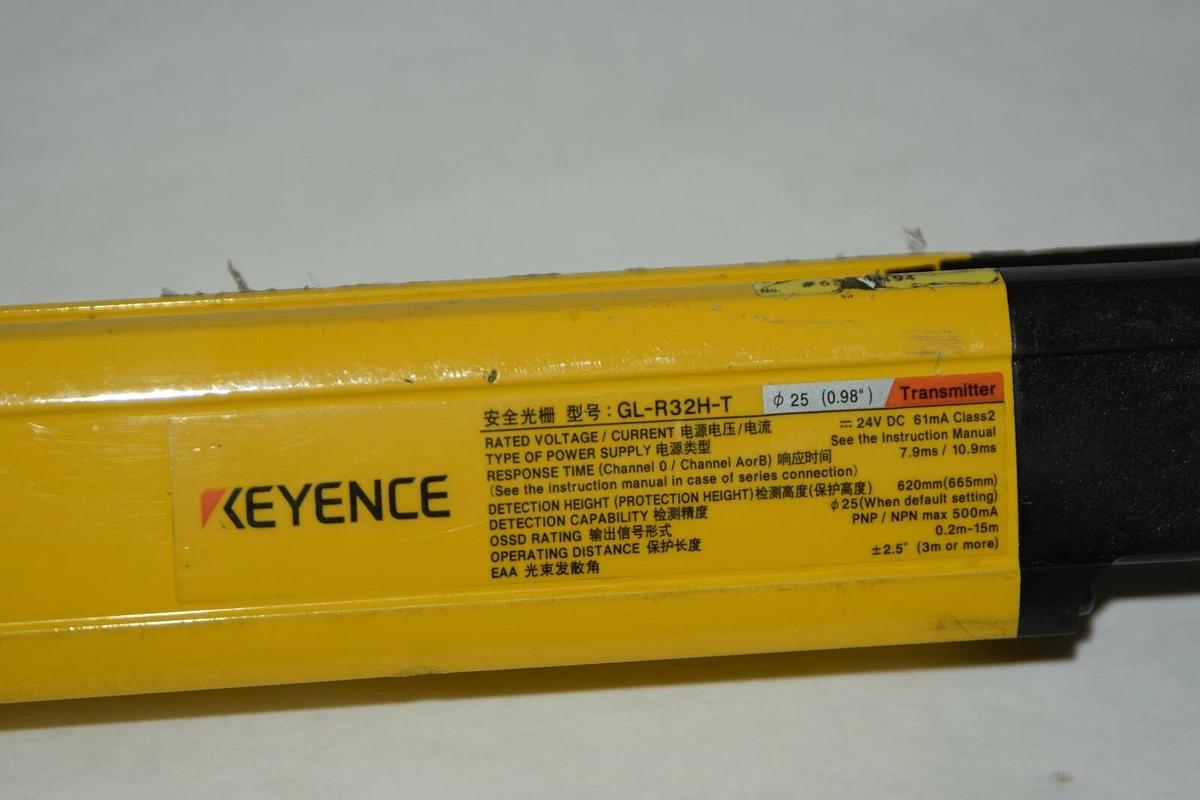 No. #6
KEYENCE
安全光栅 型号: GL-R32H-T ϕ 25 (0.98") Transmitter
RATED VOLTAGE / CURRENT 电源电压/电流 ⎓ 24V DC 61mA Class2
TYPE OF POWER SUPPLY 电源类型 See the Instruction Manual
RESPONSE TIME (Channel 0 / Channel AorB) 响应时间 7.9ms / 10.9ms
(See the instruction manual in case of series connection)
DETECTION HEIGHT (PROTECTION HEIGHT)检测高度(保护高度) 620mm(665mm)
DETECTION CAPABILITY 检测精度 ϕ25(When default setting)
OSSD RATING 输出信号形式 PNP / NPN max 500mA
OPERATING DISTANCE 保护长度 0.2m-15m
EAA 光束发散角 ±2.5° (3m or more)